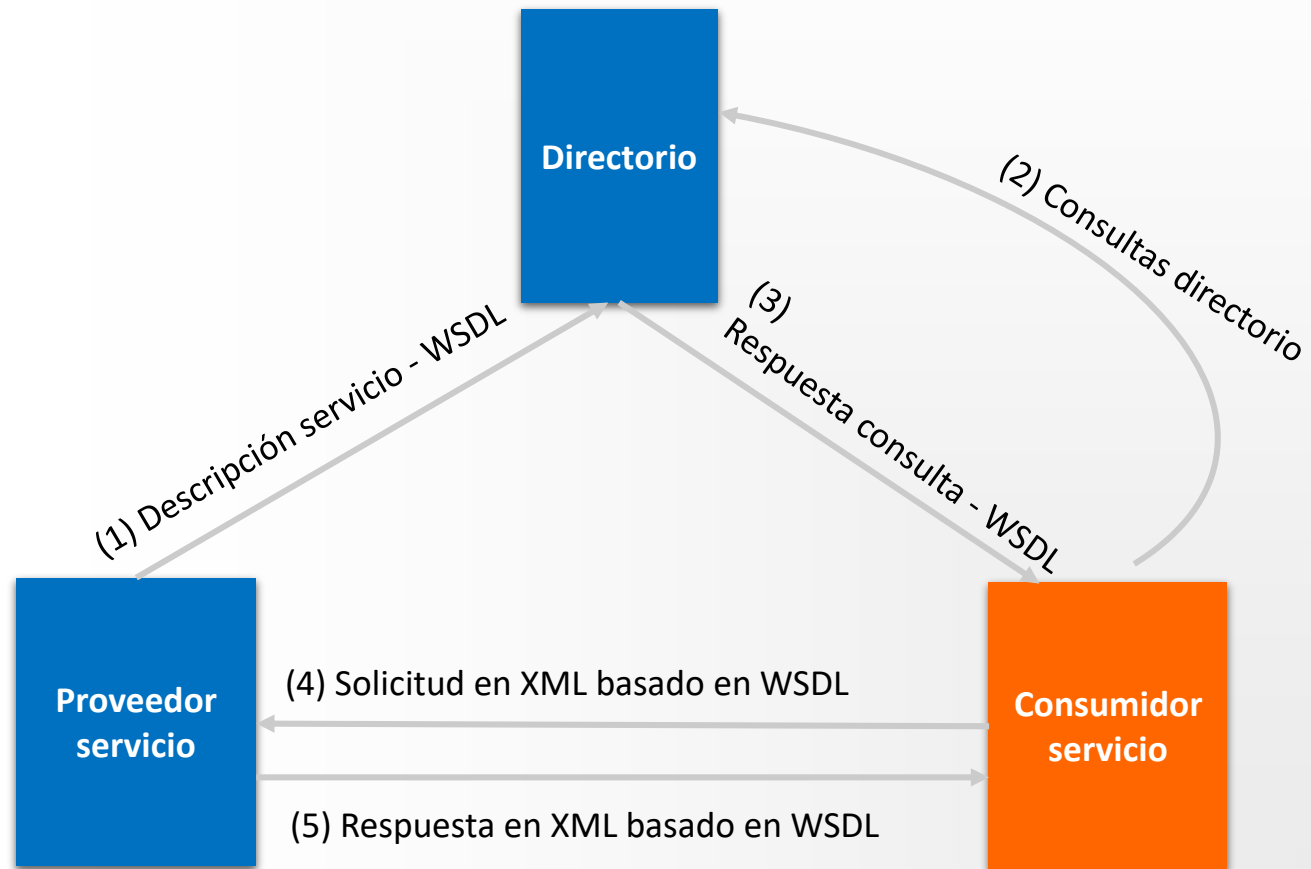 Directorio
(2) Consultas directorio
(3)
Respuesta consulta - WSDL
(1) Descripción servicio - WSDL
Proveedor
servicio
(4) Solicitud en XML basado en WSDL
Consumidor
servicio
(5) Respuesta en XML basado en WSDL